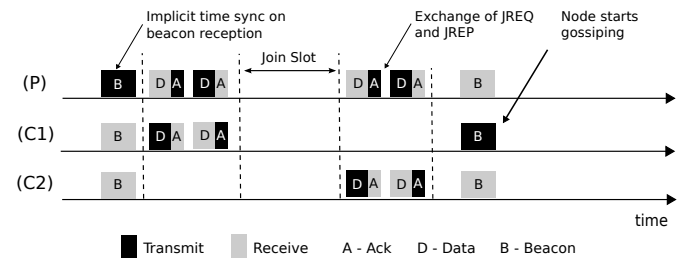 Implicit time sync on
beacon reception
Exchange of JREQ
and JREP
Node starts
gossiping
Join Slot
(P) B D A D A D A D A B
(C1) B D A D A B
(C2) B D A D A B
time
Transmit Receive A - Ack D - Data B - Beacon